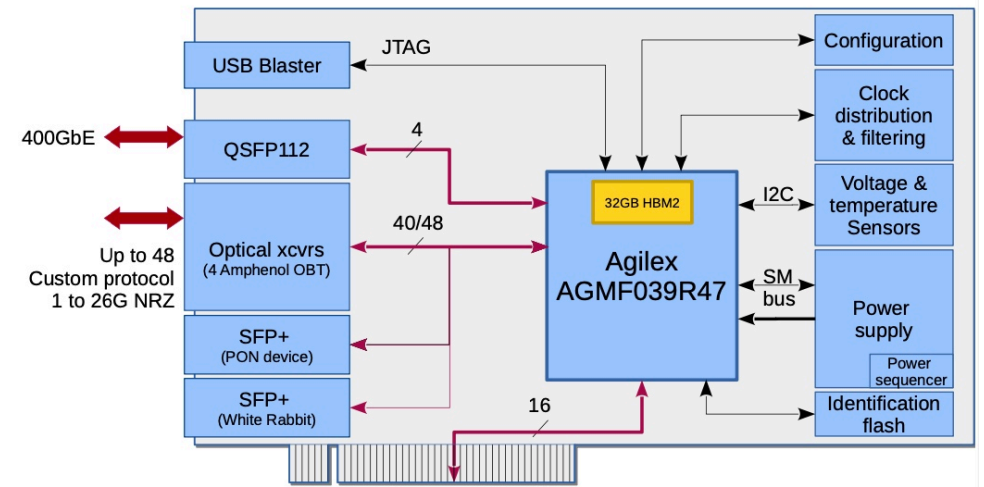 JTAG
USB Blaster
Configuration
400GbE
QSFP112
4
Clock
distribution
& filtering
32GB HBM2
I2C
Voltage &
temperature
Sensors
Up to 48
Custom protocol
1 to 26G NRZ
Optical xcvrs
(4 Amphenol OBT)
40/48
Agilex
AGMF039R47
SM
bus
Power
supply
Power
sequencer
SFP+
(PON device)
SFP+
(White Rabbit)
16
Identification
flash